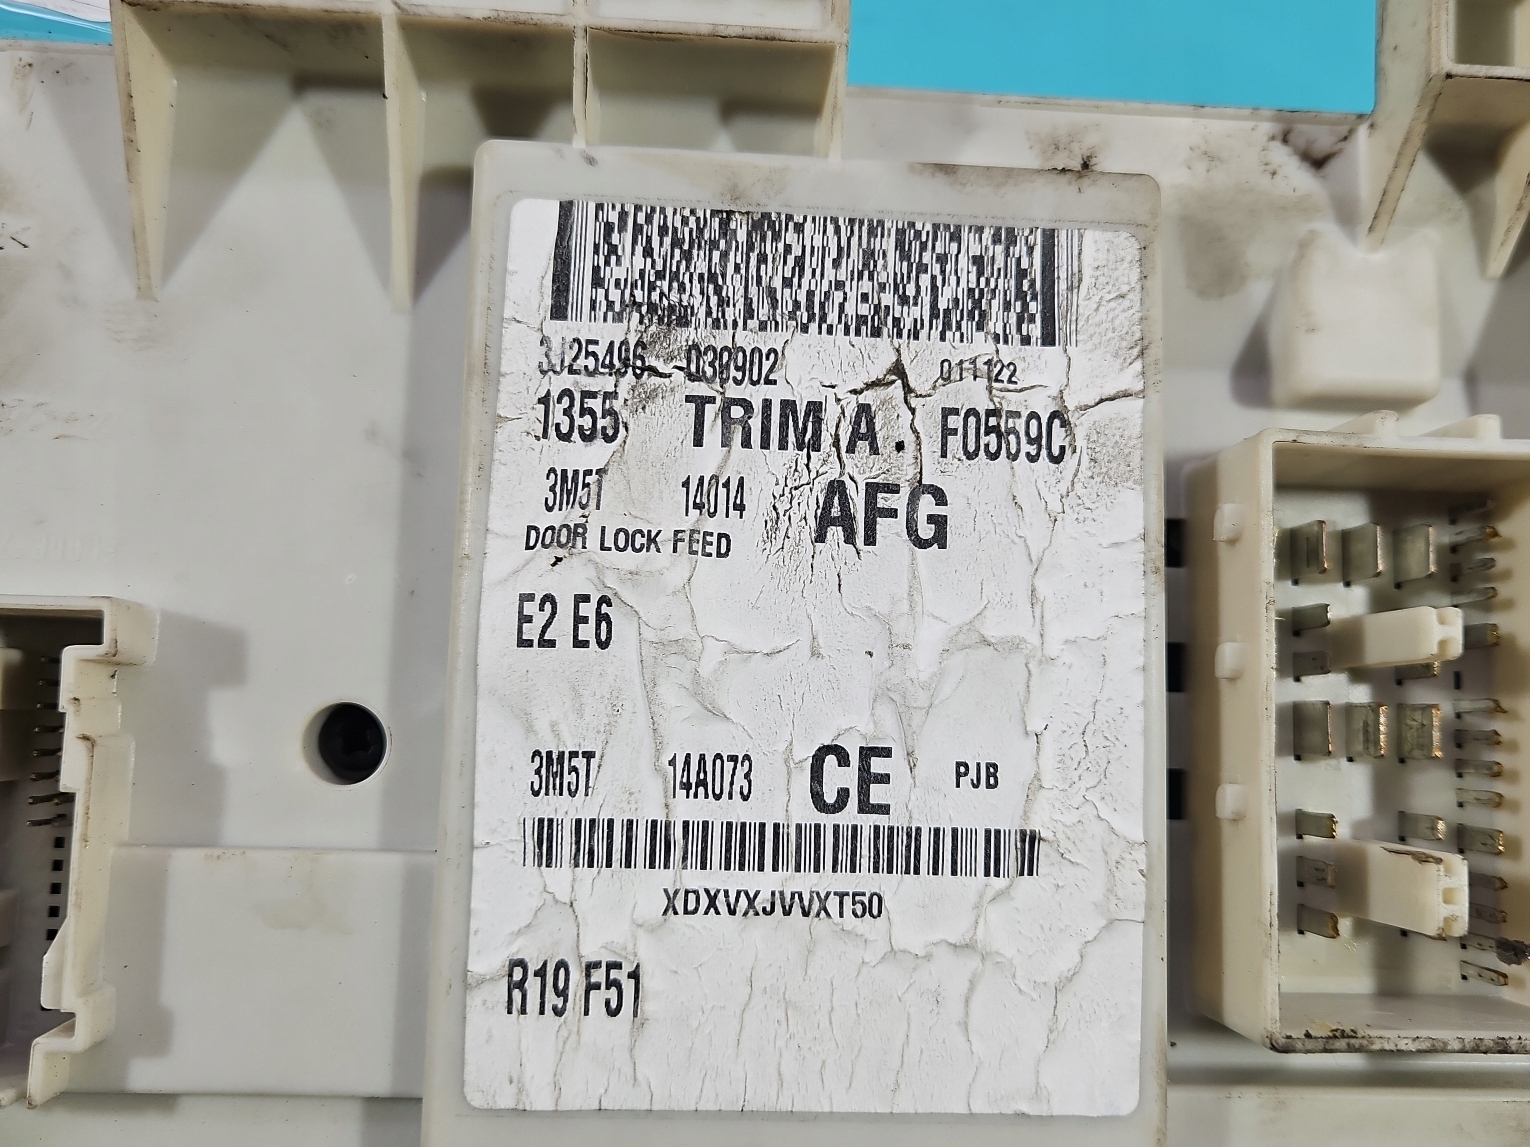 3J25496 030902 011122
1355 TRIM A. F0559C
3M5T 14014 AFG
DOOR LOCK FEED
E2 E6
3M5T 14A073 CE PJB
XDXVXJVVXT50
R19 F51